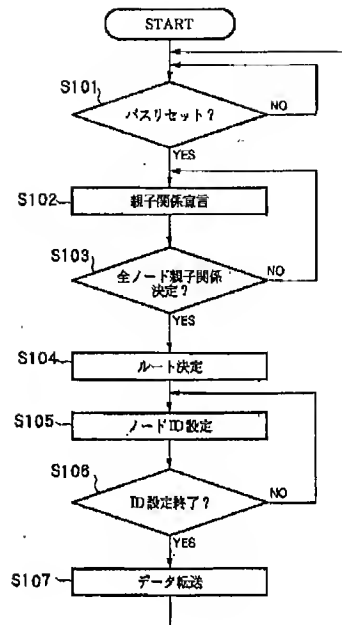 START
S101
バスリセット?
NO
YES
S102
親子関係宣言
S103
全ノード親子関係
決定?
NO
YES
S104
ルート決定
S105
ノードID設定
S106
ID設定終了?
NO
YES
S107
データ転送